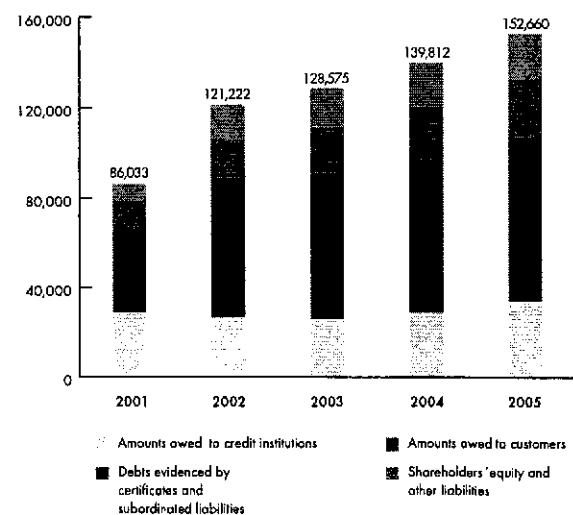 160,000
152,660
139,812
128,575
121,222
120,000
86,033
80,000
40,000
0
2001 2002 2003 2004 2005
Amounts owed to credit institutions
Amounts owed to customers
Debts evidenced by
certificates and
subordinated liabilities
Shareholders' equity and
other liabilities